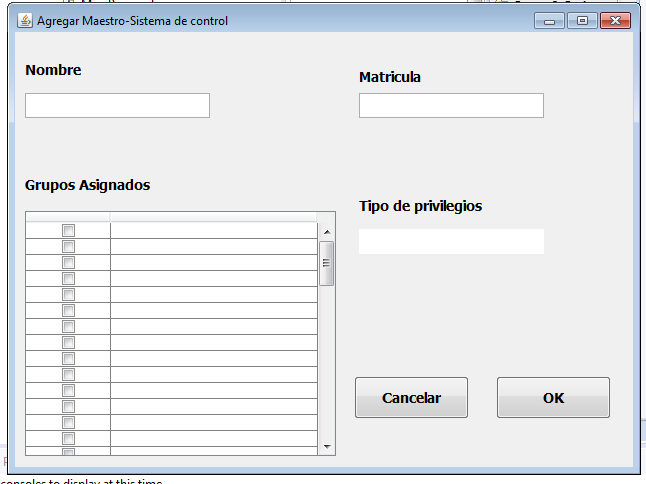 Agregar Maestro-Sistema de control
Nombre
Matricula
Grupos Asignados
Tipo de privilegios
Cancelar
OK
consoles to display at this time.